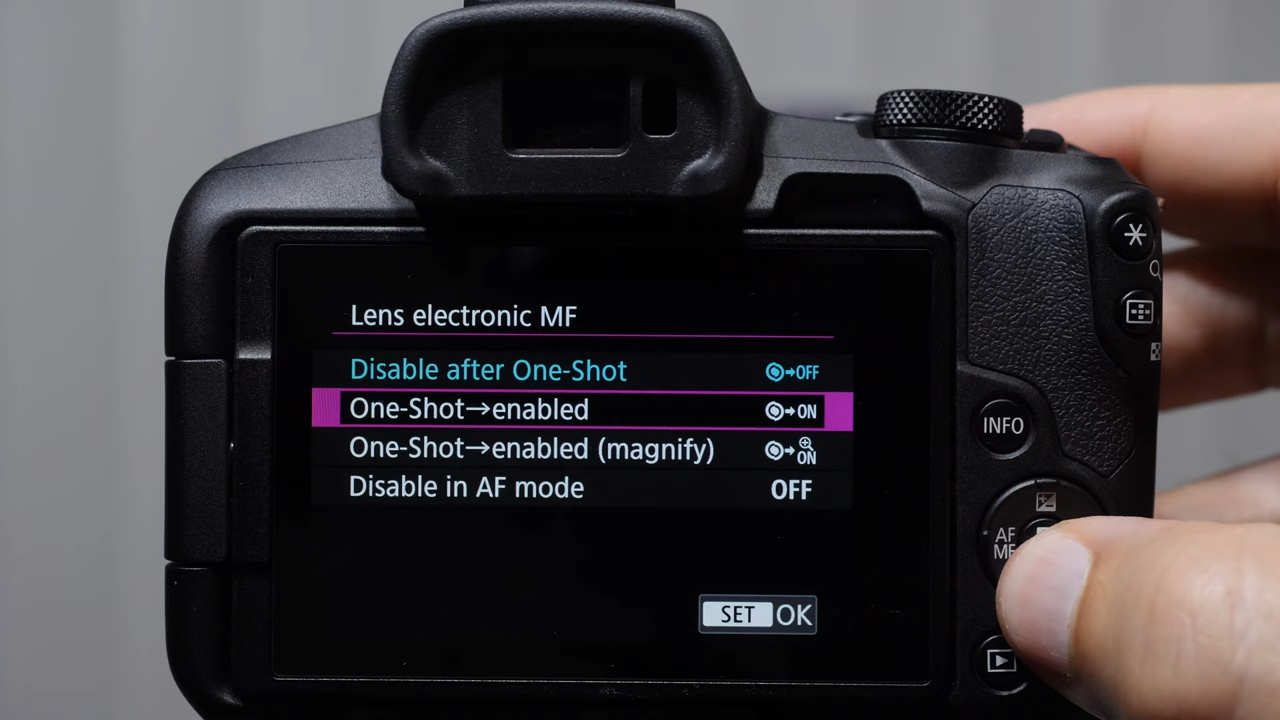 Lens electronic MF
Disable after One-Shot →OFF
One-Shot→enabled →ON
One-Shot→enabled (magnify) → ON
Disable in AF mode OFF
SET OK
INFO
AF
MF